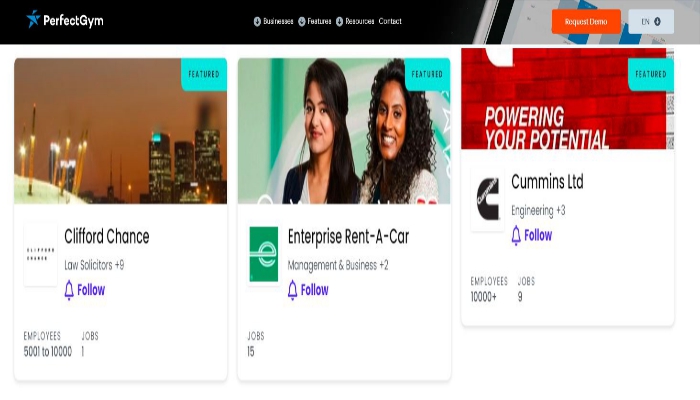 PerfectGym
Businesses Features Resources Contact
Request Demo
EN
FEATURED
FEATURED
FEATURED
POWERING
YOUR POTENTIAL
Clifford Chance
Law Solicitors +9
Follow
EMPLOYEES JOBS
5001 to 10000 1
Enterprise Rent-A-Car
Management & Business +2
Follow
JOBS
15
Cummins
Cummins Ltd
Engineering +3
Follow
EMPLOYEES JOBS
10000+ 9